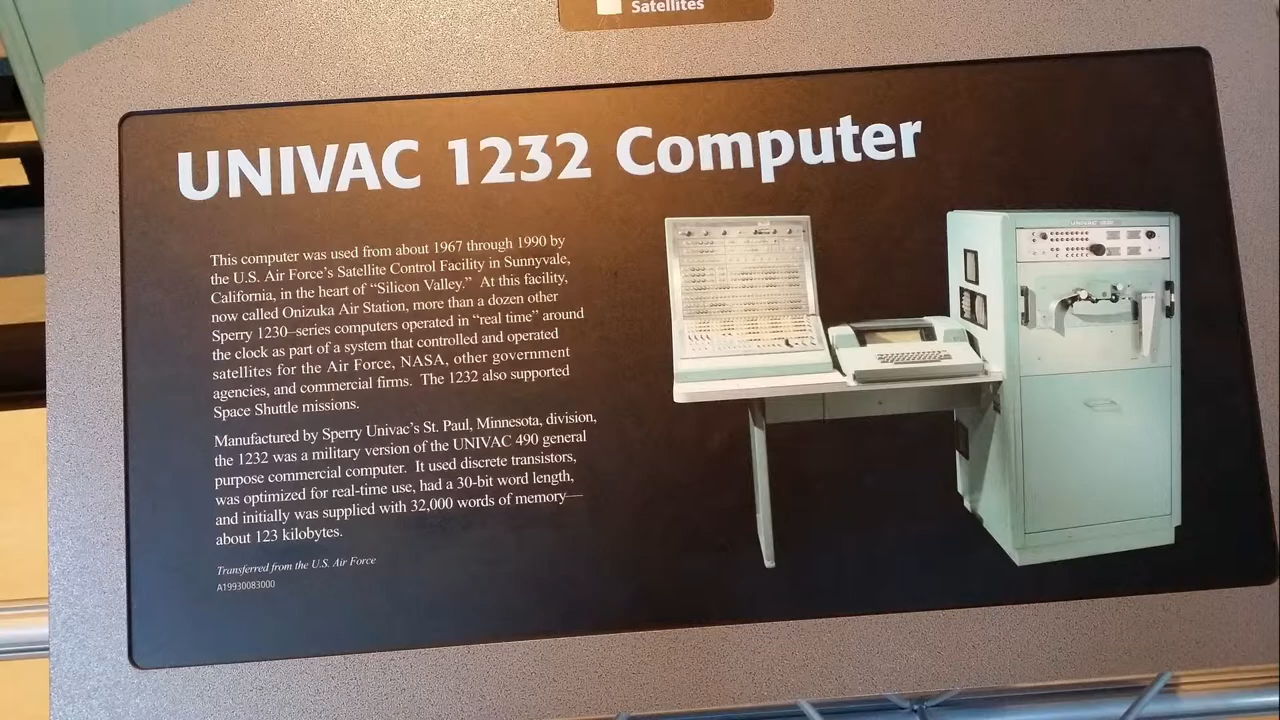 Satellites
UNIVAC 1232 Computer
This computer was used from about 1967 through 1990 by
the U.S. Air Force's Satellite Control Facility in Sunnyvale,
California, in the heart of “Silicon Valley.” At this facility,
now called Onizuka Air Station, more than a dozen other
Sperry 1230–series computers operated in “real time” around
the clock as part of a system that controlled and operated
satellites for the Air Force, NASA, other government
agencies, and commercial firms. The 1232 also supported
Space Shuttle missions.
Manufactured by Sperry Univac's St. Paul, Minnesota, division,
the 1232 was a military version of the UNIVAC 490 general
purpose commercial computer. It used discrete transistors,
was optimized for real-time use, had a 30-bit word length,
and initially was supplied with 32,000 words of memory—
about 123 kilobytes.
Transferred from the U.S. Air Force
A19930083000